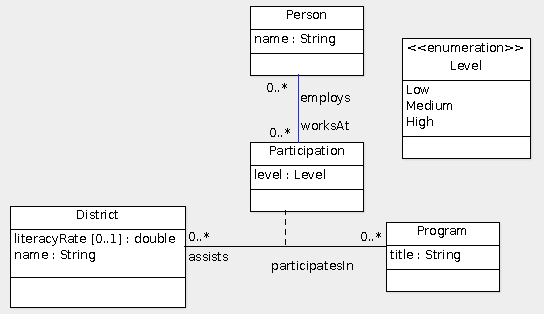 Person
name : String
<<enumeration>>
Level
Low
Medium
High
0..*
employs
worksAt
0..*
Participation
level : Level
District
literacyRate [0..1] : double
name : String
0..*
assists
0..*
participatesIn
Program
title : String